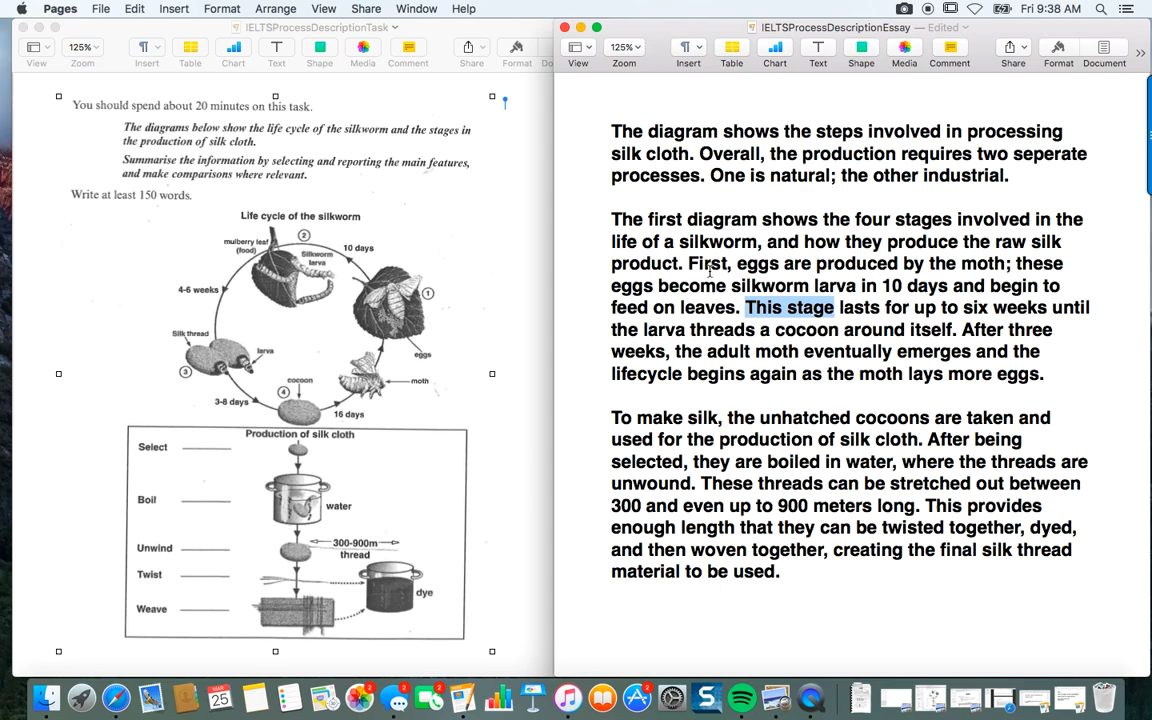 Pages File Edit Insert Format Arrange View Share Window Help Fri 9:38 AM
IELTSProcessDescriptionTask
125%
View Zoom Insert Table Chart Text Shape Media Comment Share Format Do
You should spend about 20 minutes on this task.
The diagrams below show the life cycle of the silkworm and the stages in
the production of silk cloth.
Summarise the information by selecting and reporting the main features,
and make comparisons where relevant.
Write at least 150 words.
Life cycle of the silkworm
2
mulberry leaf
(food)
10 days
Silkworm
larva
4-6 weeks
1
Silk thread
larva
eggs
3
cocoon
4
moth
3-8 days
16 days
Production of silk cloth
Select
Boil
water
Unwind
300-900m
thread
Twist
dye
Weave
IELTSProcessDescriptionEssay — Edited
125%
View Zoom Insert Table Chart Text Shape Media Comment Share Format Document
The diagram shows the steps involved in processing
silk cloth. Overall, the production requires two seperate
processes. One is natural; the other industrial.
The first diagram shows the four stages involved in the
life of a silkworm, and how they produce the raw silk
product. First, eggs are produced by the moth; these
eggs become silkworm larva in 10 days and begin to
feed on leaves. This stage lasts for up to six weeks until
the larva threads a cocoon around itself. After three
weeks, the adult moth eventually emerges and the
lifecycle begins again as the moth lays more eggs.
To make silk, the unhatched cocoons are taken and
used for the production of silk cloth. After being
selected, they are boiled in water, where the threads are
unwound. These threads can be stretched out between
300 and even up to 900 meters long. This provides
enough length that they can be twisted together, dyed,
and then woven together, creating the final silk thread
material to be used.